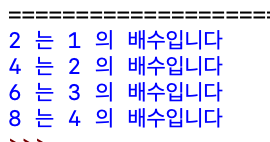 ====================
2 는 1 의 배수입니다
4 는 2 의 배수입니다
6 는 3 의 배수입니다
8 는 4 의 배수입니다
>>>